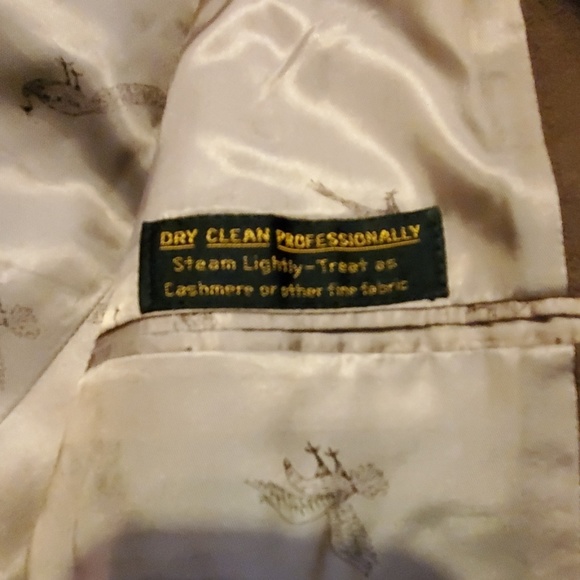 DRY CLEAN PROFESSIONALLY
Steam Lightly-Treat as
Cashmere or other fine fabric